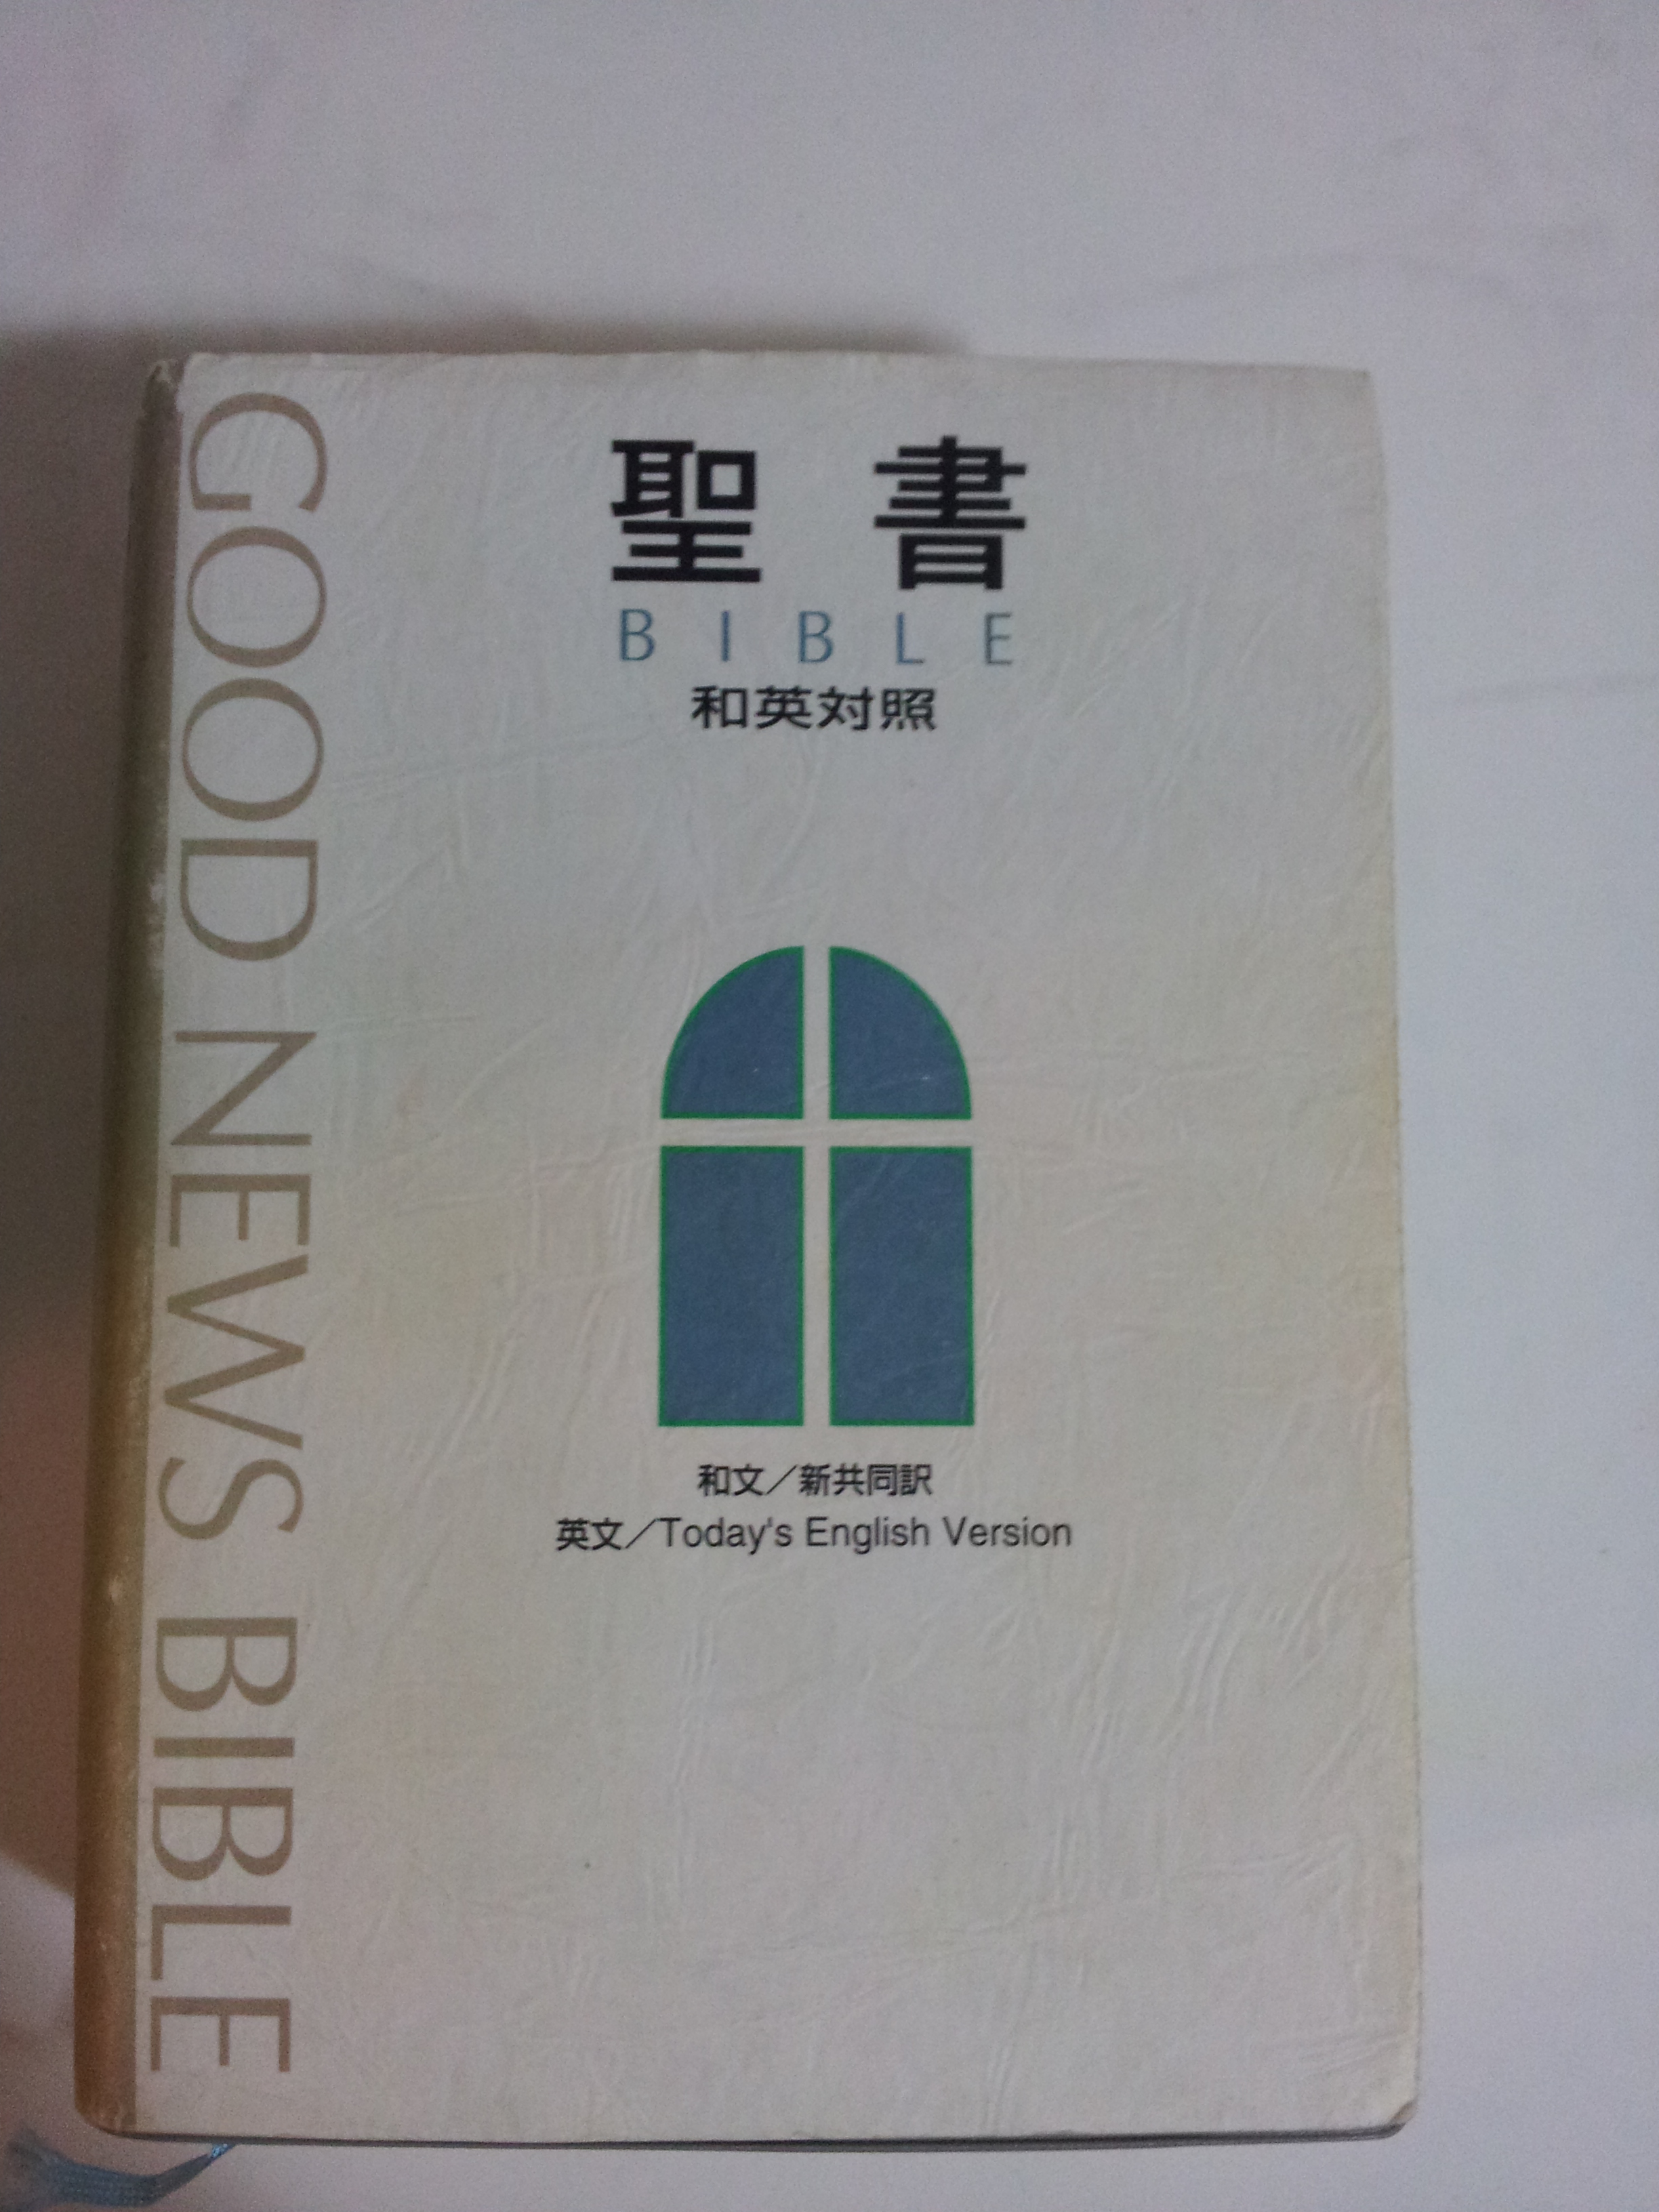 GOOD NEWS BIBLE
聖書
BIBLE
和英対照
和文／新共同訳
英文／Today's English Version